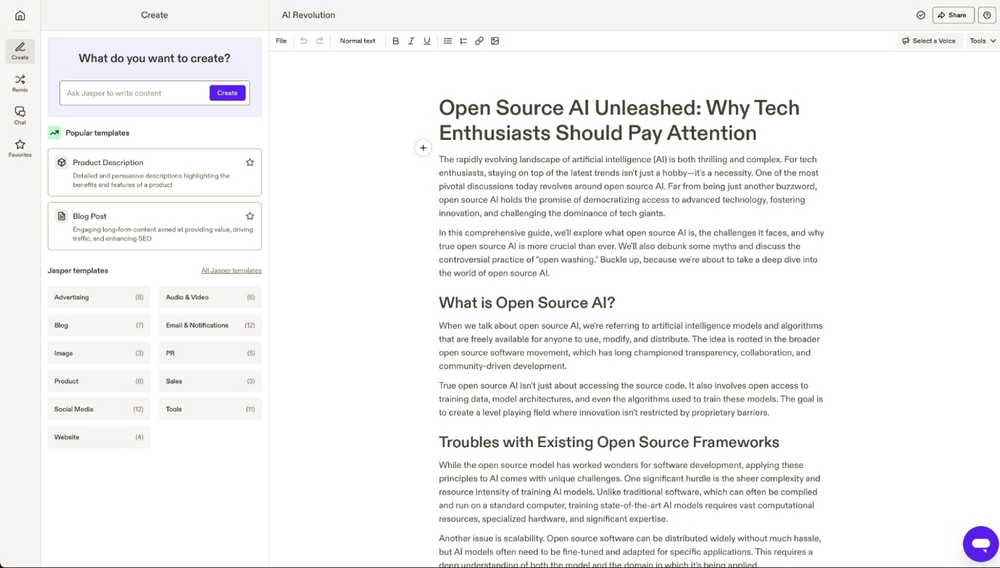 Create
AI Revolution
Share
Create
Remix
Chat
Favorites
What do you want to create?
Ask Jasper to write content
Create
Popular templates
Product Description
Detailed and persuasive descriptions highlighting the
benefits and features of a product
Blog Post
Engaging long-form content aimed at providing value, driving
traffic, and enhancing SEO
Jasper templates
All Jasper templates
Advertising (8)
Audio & Video (6)
Blog (7)
Email & Notifications (12)
Image (3)
PR (5)
Product (6)
Sales (3)
Social Media (12)
Tools (11)
Website (4)
File
Normal text
B I U
Select a Voice
Tools
Open Source AI Unleashed: Why Tech
Enthusiasts Should Pay Attention
The rapidly evolving landscape of artificial intelligence (AI) is both thrilling and complex. For tech
enthusiasts, staying on top of the latest trends isn't just a hobby—it's a necessity. One of the most
pivotal discussions today revolves around open source AI. Far from being just another buzzword,
open source AI holds the promise of democratizing access to advanced technology, fostering
innovation, and challenging the dominance of tech giants.
In this comprehensive guide, we'll explore what open source AI is, the challenges it faces, and why
true open source AI is more crucial than ever. We'll also debunk some myths and discuss the
controversial practice of "open washing." Buckle up, because we're about to take a deep dive into
the world of open source AI.
What is Open Source AI?
When we talk about open source AI, we're referring to artificial intelligence models and algorithms
that are freely available for anyone to use, modify, and distribute. The idea is rooted in the broader
open source software movement, which has long championed transparency, collaboration, and
community-driven development.
True open source AI isn't just about accessing the source code. It also involves open access to
training data, model architectures, and even the algorithms used to train these models. The goal is
to create a level playing field where innovation isn't restricted by proprietary barriers.
Troubles with Existing Open Source Frameworks
While the open source model has worked wonders for software development, applying these
principles to AI comes with unique challenges. One significant hurdle is the sheer complexity and
resource intensity of training AI models. Unlike traditional software, which can often be compiled
and run on a standard computer, training state-of-the-art AI models requires vast computational
resources, specialized hardware, and significant expertise.
Another issue is scalability. Open source software can be distributed widely without much hassle,
but AI models often need to be fine-tuned and adapted for specific applications. This requires a
deep understanding of both the model and the domain in which it's being applied.